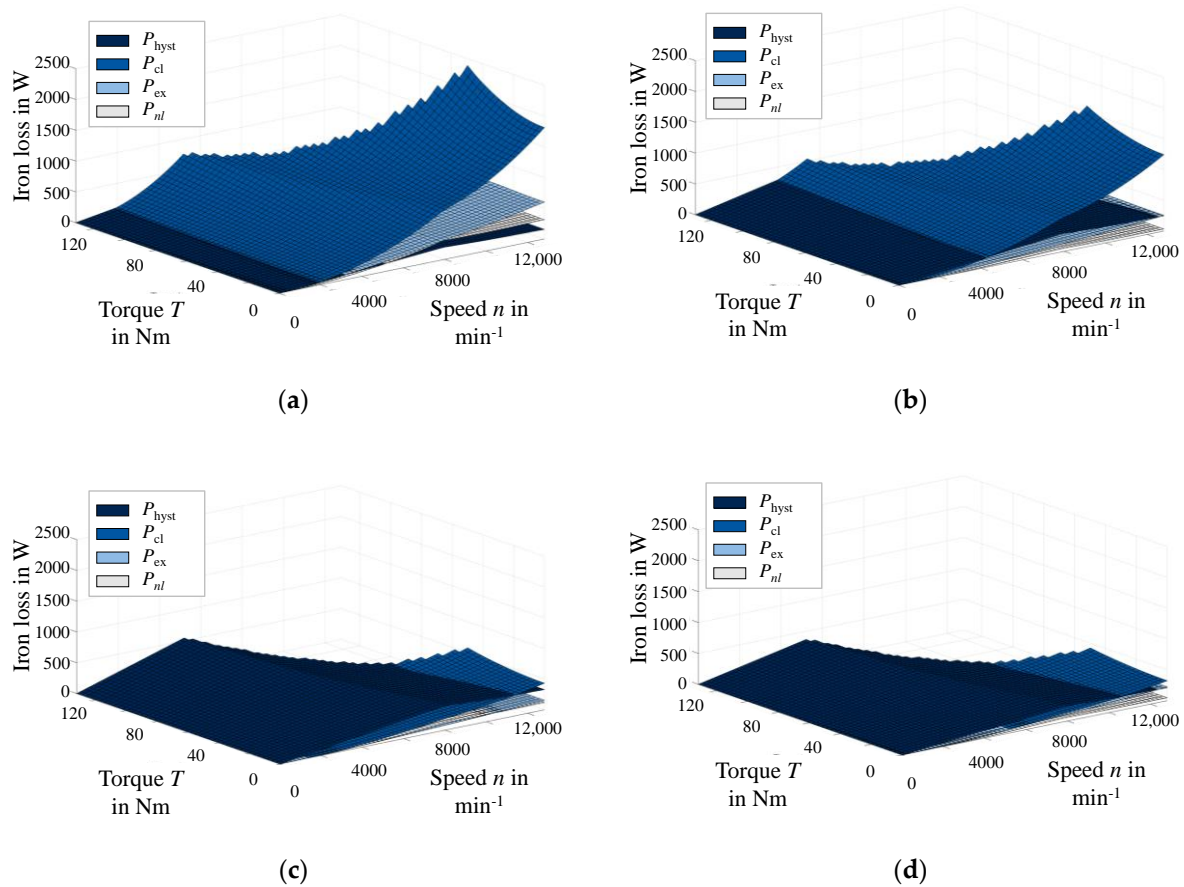 P_hyst
P_cl
P_ex
P_nl
Iron loss in W
2500
2000
1500
1000
500
0
120
80
40
0
Torque T
in Nm
0
4000
8000
12,000
Speed n in
min⁻¹
(a)
P_hyst
P_cl
P_ex
P_nl
Iron loss in W
2500
2000
1500
1000
500
0
120
80
40
0
Torque T
in Nm
0
4000
8000
12,000
Speed n in
min⁻¹
(b)
P_hyst
P_cl
P_ex
P_nl
Iron loss in W
2500
2000
1500
1000
500
0
120
80
40
0
Torque T
in Nm
0
4000
8000
12,000
Speed n in
min⁻¹
(c)
P_hyst
P_cl
P_ex
P_nl
Iron loss in W
2500
2000
1500
1000
500
0
120
80
40
0
Torque T
in Nm
0
4000
8000
12,000
Speed n in
min⁻¹
(d)